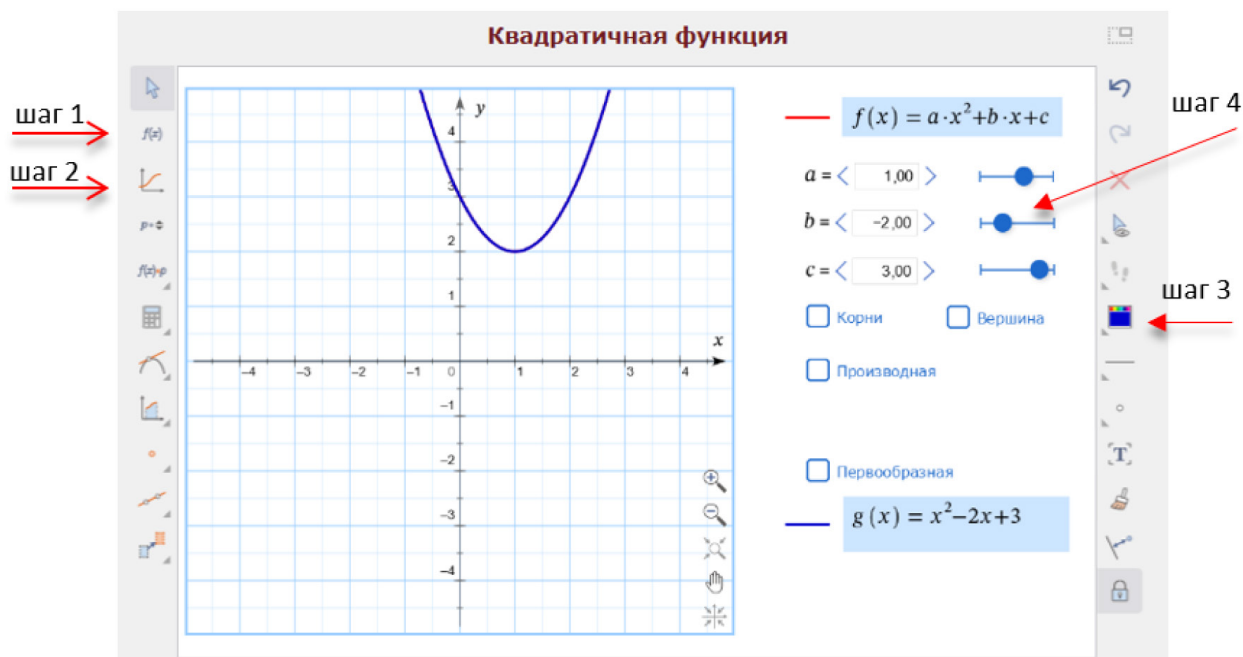 Квадратичная функция
шаг 1
f(x)
шаг 2
p=
f(x)=p
y
x
4
3
2
1
0
−1
−2
−3
−4
−4 −3 −2 −1 1 2 3 4
f(x) = a·x²+b·x+c
a = < 1,00 >
b = < −2,00 >
c = < 3,00 >
Корни Вершина
Производная
Первообразная
g(x) = x²−2x+3
шаг 4
шаг 3
T